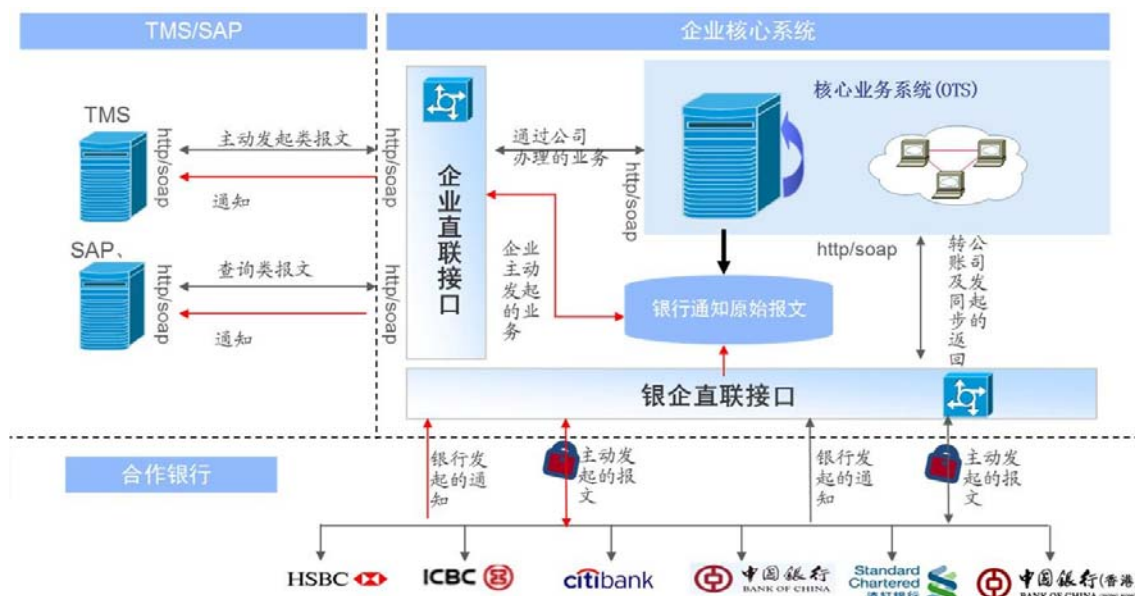 TMS/SAP
企业核心系统
TMS
http/soap
主动发起类报文
通知
http/soap
SAP、
http/soap
查询类报文
通知
http/soap
企业直联接口
通过公司
办理的业务
http/soap
核心业务系统(OTS)
企业
主动
发起
的业
务
银行通知原始报文
http/soap
公司发起的
转账及同步返回
银企直联接口
合作银行
银行发
起的通
知
主动发
起的报
文
银行发
起的通
知
主动发
起的报
文
HSBC
ICBC
citibank
中国银行
BANK OF CHINA
Standard
Chartered
渣打银行
中国银行(香港
BANK OF CHINA